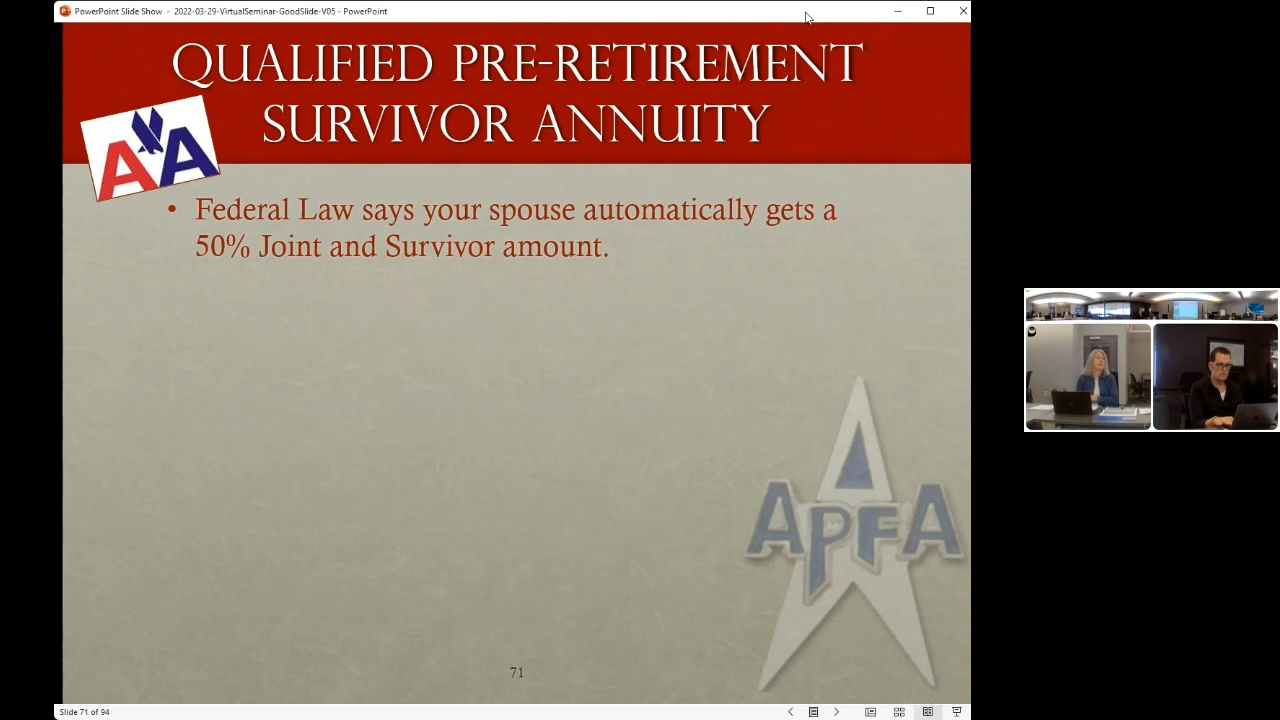 PowerPoint Slide Show - 2022-03-29-VirtualSeminar-GoodSlide-V05 - PowerPoint
QUALIFIED PRE-RETIREMENT
SURVIVOR ANNUITY
AA
• Federal Law says your spouse automatically gets a
50% Joint and Survivor amount.
APFA
71
Slide 71 of 94